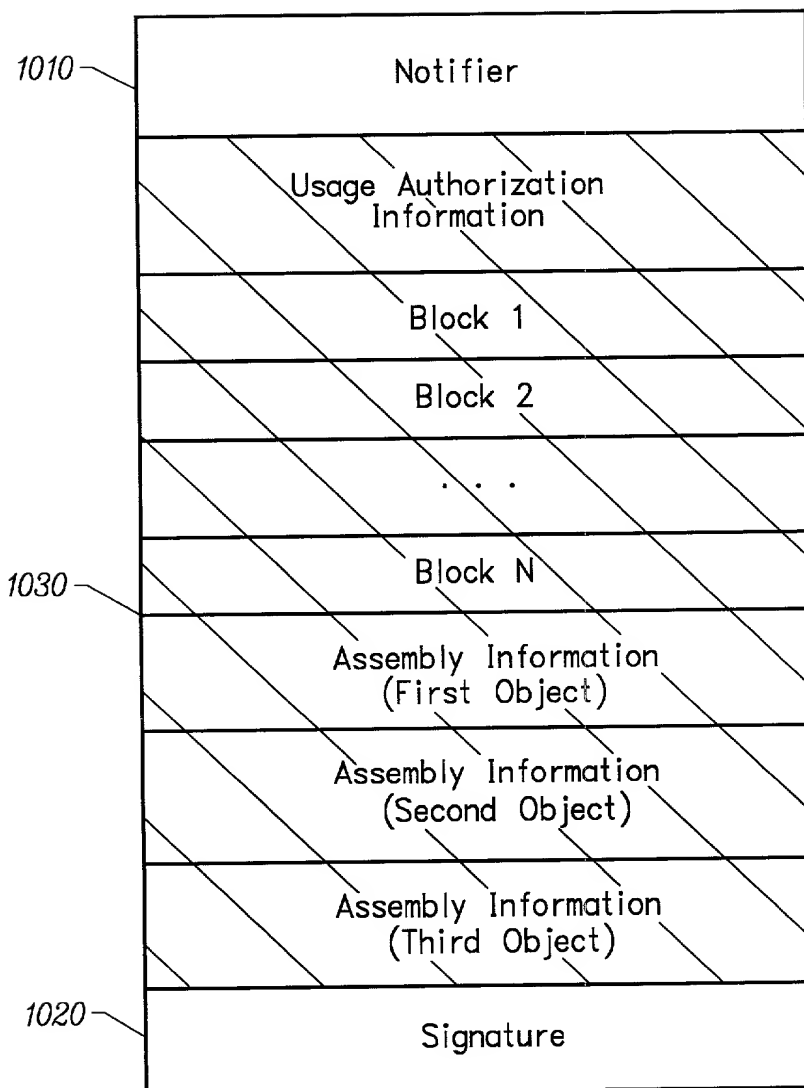 1010
Notifier
Usage Authorization
Information
Block 1
Block 2
. . .
Block N
1030
Assembly Information
(First Object)
Assembly Information
(Second Object)
Assembly Information
(Third Object)
1020
Signature